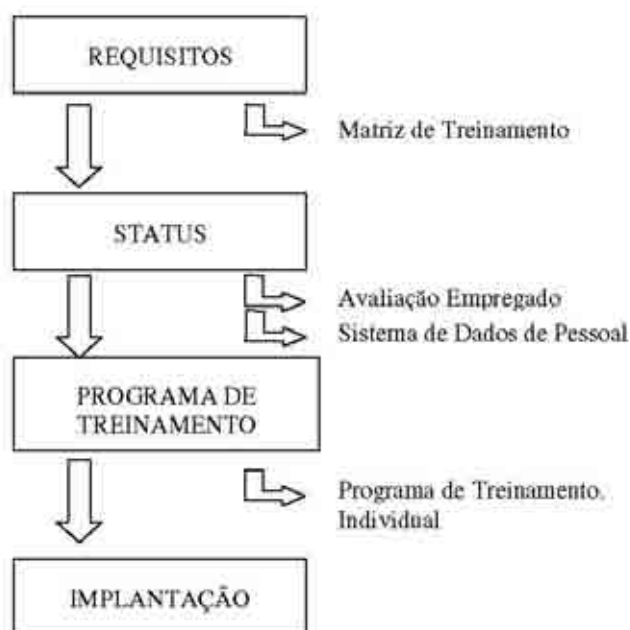 REQUISITOS
Matriz de Treinamento
STATUS
Avaliação Empregado
Sistema de Dados de Pessoal
PROGRAMA DE
TREINAMENTO
Programa de Treinamento.
Individual
IMPLANTAÇÃO